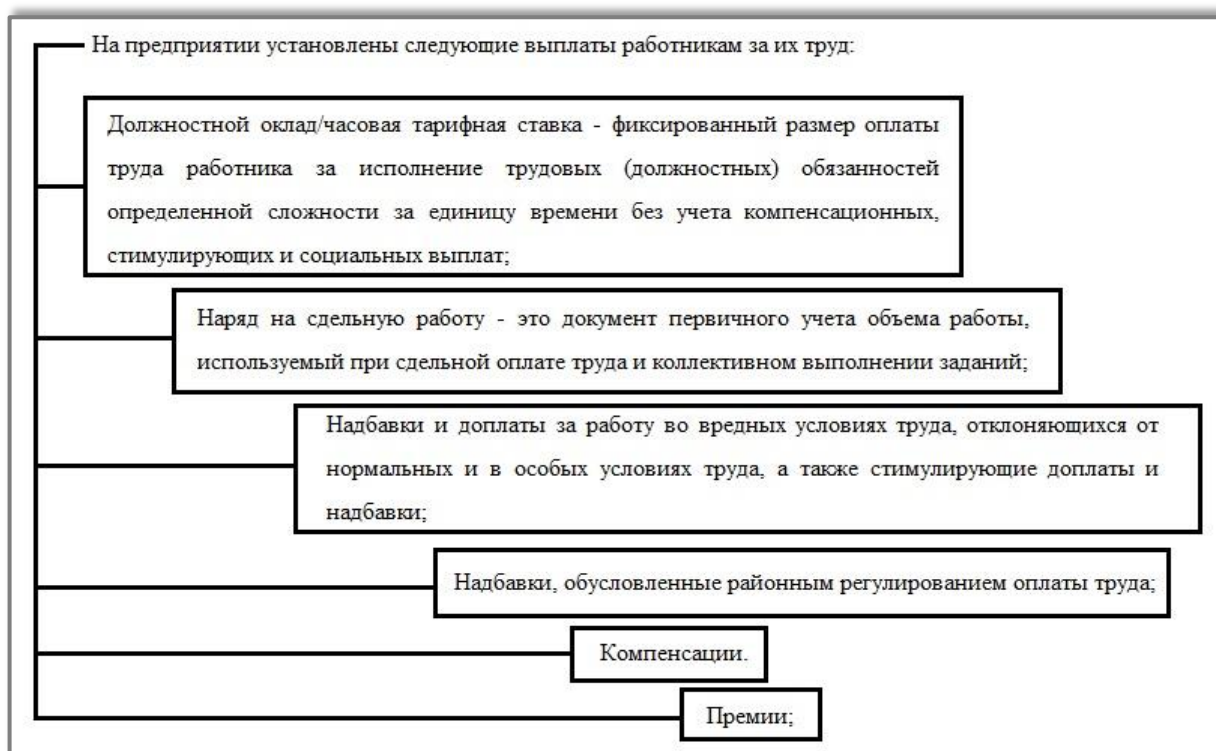 На предприятии установлены следующие выплаты работникам за их труд:
Должностной оклад/часовая тарифная ставка - фиксированный размер оплаты
труда работника за исполнение трудовых (должностных) обязанностей
определенной сложности за единицу времени без учета компенсационных,
стимулирующих и социальных выплат;
Наряд на сдельную работу - это документ первичного учета объема работы,
используемый при сдельной оплате труда и коллективном выполнении заданий;
Надбавки и доплаты за работу во вредных условиях труда, отклоняющихся от
нормальных и в особых условиях труда, а также стимулирующие доплаты и
надбавки;
Надбавки, обусловленные районным регулированием оплаты труда;
Компенсации.
Премии;